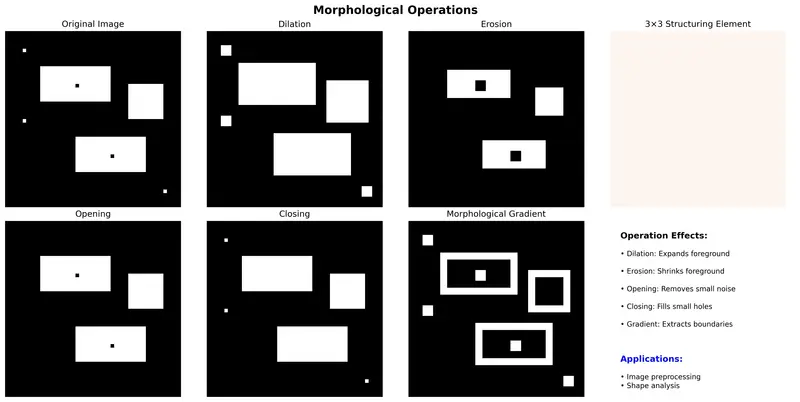 Morphological Operations
Original Image
Dilation
Erosion
3×3 Structuring Element
Opening
Closing
Morphological Gradient
Operation Effects:
• Dilation: Expands foreground
• Erosion: Shrinks foreground
• Opening: Removes small noise
• Closing: Fills small holes
• Gradient: Extracts boundaries
Applications:
• Image preprocessing
• Shape analysis